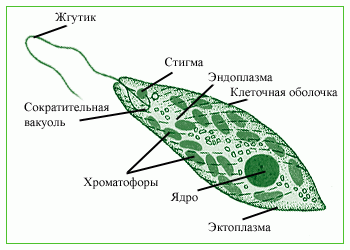 Жгутик
Стигма
Эндоплазма
Клеточная оболочка
Сократительная
вакуоль
Хроматофоры
Ядро
Эктоплазма